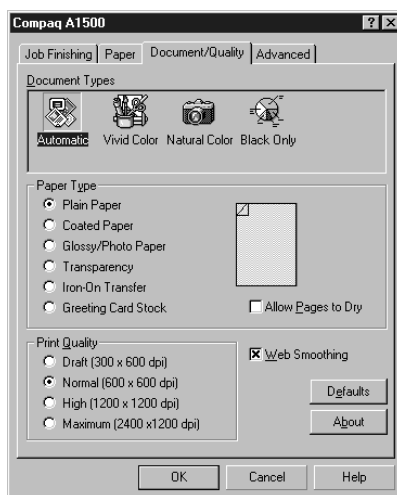 Compaq A1500
Job Finishing Paper Document/Quality Advanced
Document Types
Automatic Vivid Color Natural Color Black Only
Paper Type
Plain Paper
Coated Paper
Glossy/Photo Paper
Transparency
Iron-On Transfer
Greeting Card Stock
Allow Pages to Dry
Print Quality
Draft (300 x 600 dpi)
Normal (600 x 600 dpi)
High (1200 x 1200 dpi)
Maximum (2400 x1200 dpi)
Web Smoothing
Defaults
About
OK Cancel Help